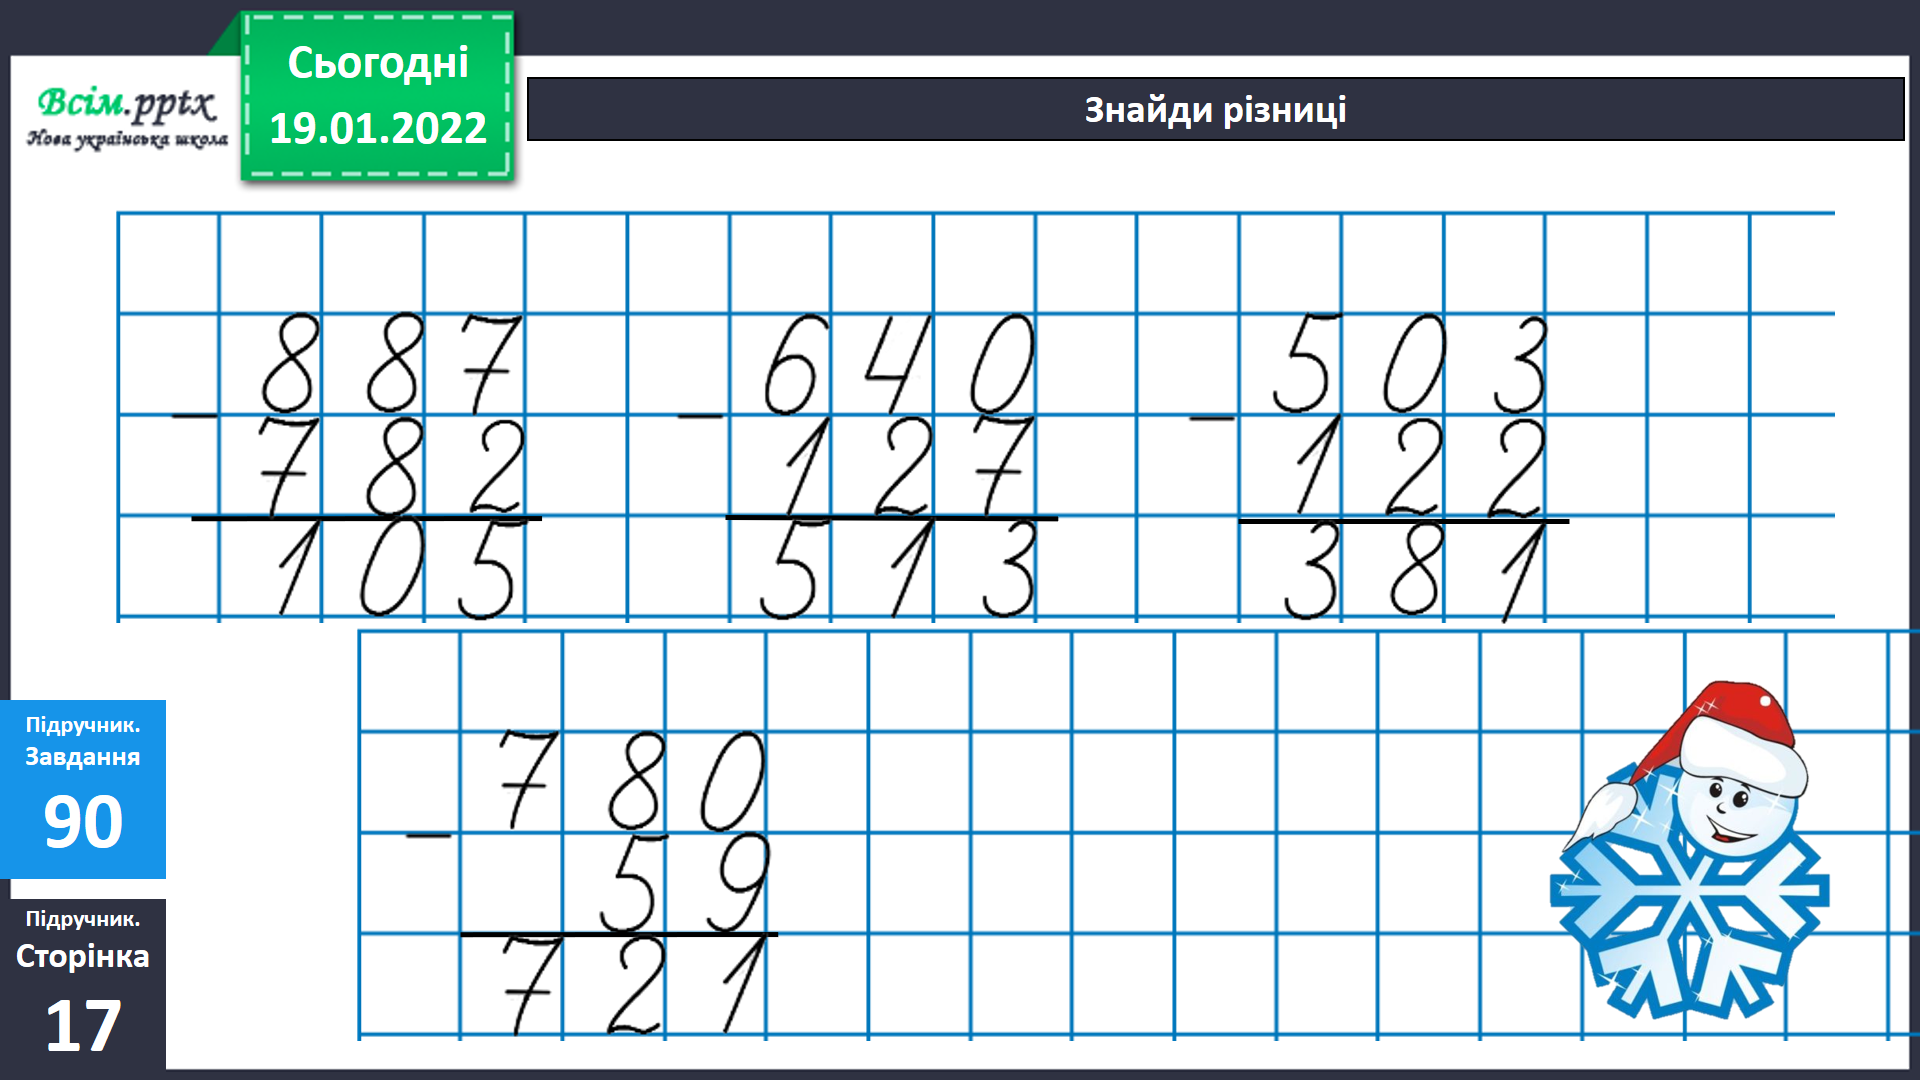 Сьогодні
19.01.2022
Всім.pptx
Нова українська школа
Знайди різниці
887 640 503
− − −
782 127 122
105 513 381
780
−
59
721
Підручник.
Завдання
90
Підручник.
Сторінка
17